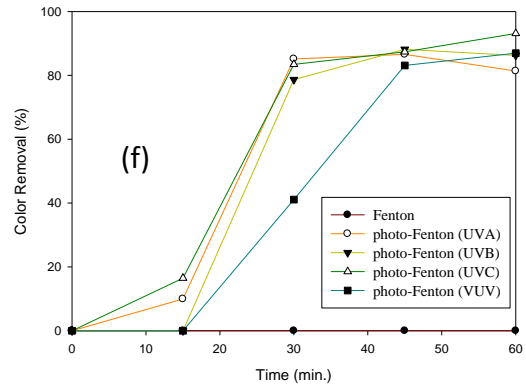 100
80
60
40
20
0
Color Removal (%)
(f)
Fenton
photo-Fenton (UVA)
photo-Fenton (UVB)
photo-Fenton (UVC)
photo-Fenton (VUV)
0 10 20 30 40 50 60
Time (min.)